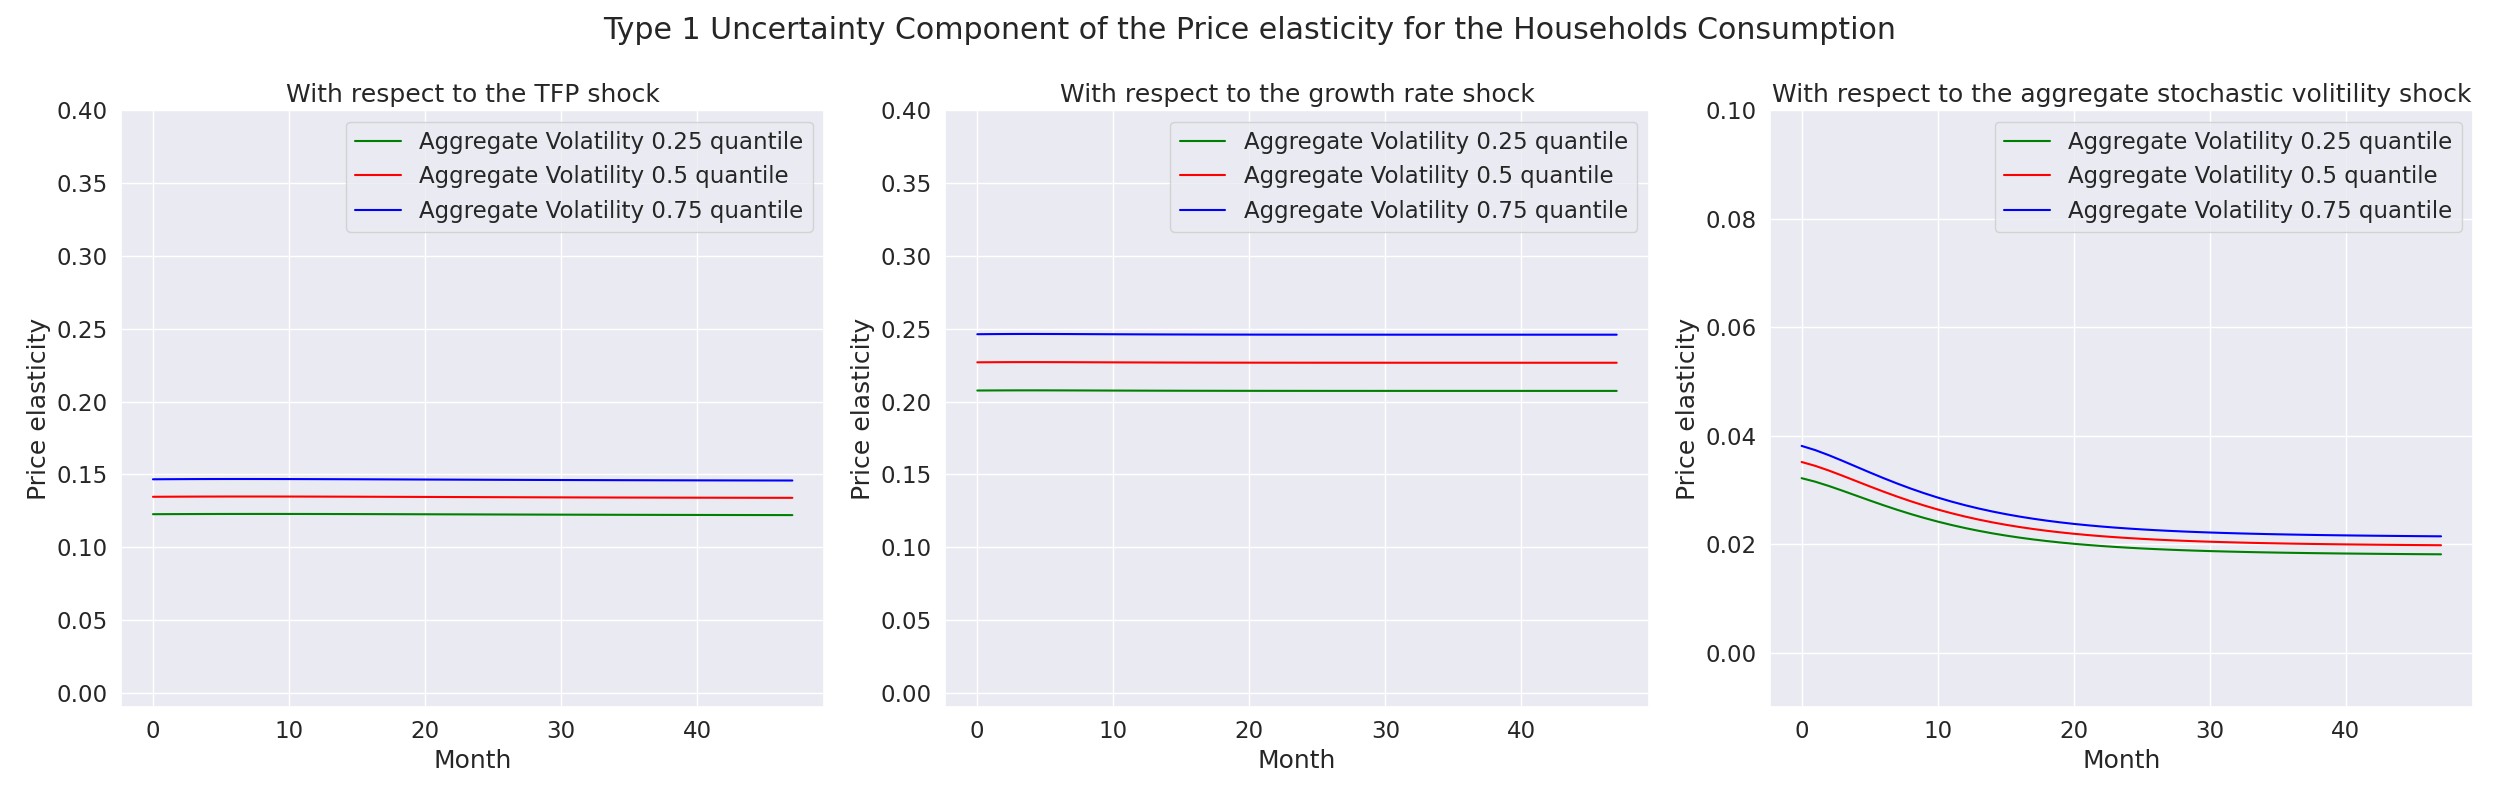 Type 1 Uncertainty Component of the Price elasticity for the Households Consumption
With respect to the TFP shock
0.40
0.35
0.30
0.25
0.20
0.15
0.10
0.05
0.00
Price elasticity
Aggregate Volatility 0.25 quantile
Aggregate Volatility 0.5 quantile
Aggregate Volatility 0.75 quantile
0 10 20 30 40
Month
With respect to the growth rate shock
0.40
0.35
0.30
0.25
0.20
0.15
0.10
0.05
0.00
Price elasticity
Aggregate Volatility 0.25 quantile
Aggregate Volatility 0.5 quantile
Aggregate Volatility 0.75 quantile
0 10 20 30 40
Month
With respect to the aggregate stochastic volitility shock
0.10
0.08
0.06
0.04
0.02
0.00
Price elasticity
Aggregate Volatility 0.25 quantile
Aggregate Volatility 0.5 quantile
Aggregate Volatility 0.75 quantile
0 10 20 30 40
Month